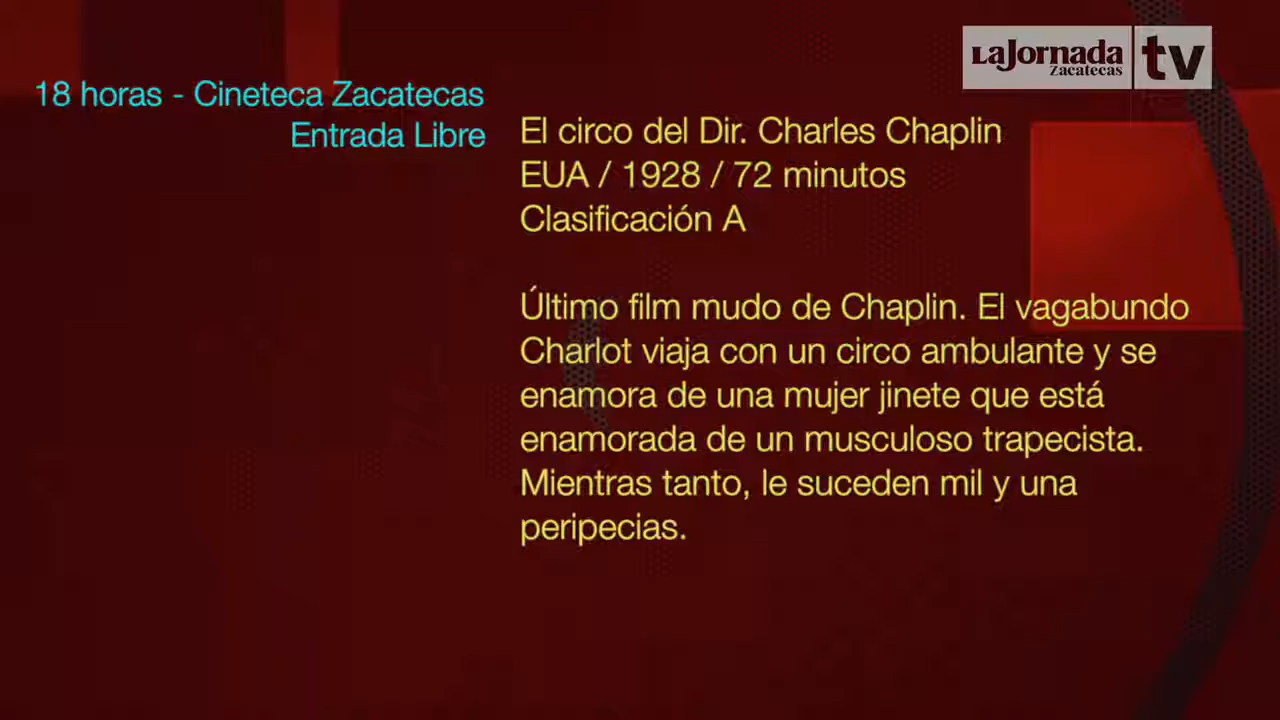 LaJornada
Zacatecas
tv
18 horas - Cineteca Zacatecas
Entrada Libre
El circo del Dir. Charles Chaplin
EUA / 1928 / 72 minutos
Clasificación A
Último film mudo de Chaplin. El vagabundo
Charlot viaja con un circo ambulante y se
enamora de una mujer jinete que está
enamorada de un musculoso trapecista.
Mientras tanto, le suceden mil y una
peripecias.